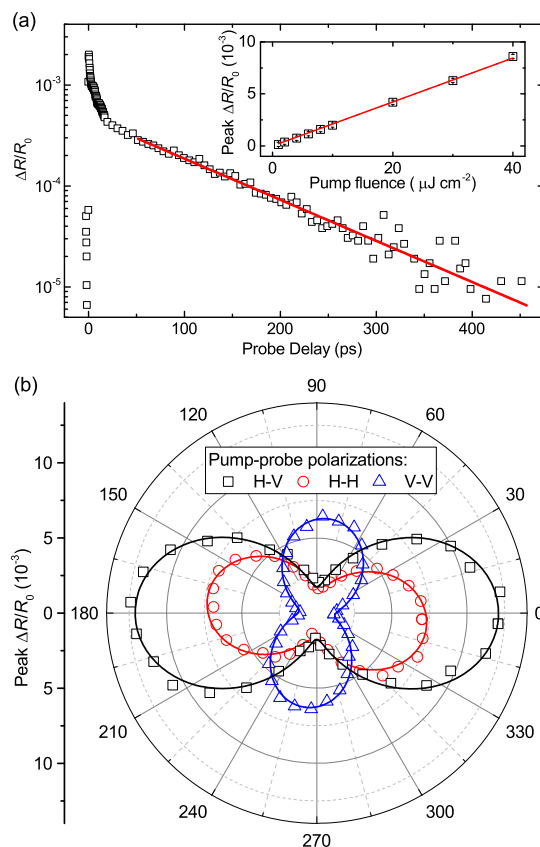 (a)
10⁻³
10⁻⁴
10⁻⁵
ΔR/R₀
0 100 200 300 400
Probe Delay (ps)
Peak ΔR/R₀ (10⁻³)
10
5
0
0 10 20 30 40
Pump fluence ( μJ cm⁻²)
(b)
90
120 60
150 30
180 0
210 330
240 300
270
Pump-probe polarizations:
H-V H-H V-V
10
5
0
5
10
Peak ΔR/R₀ (10⁻³)